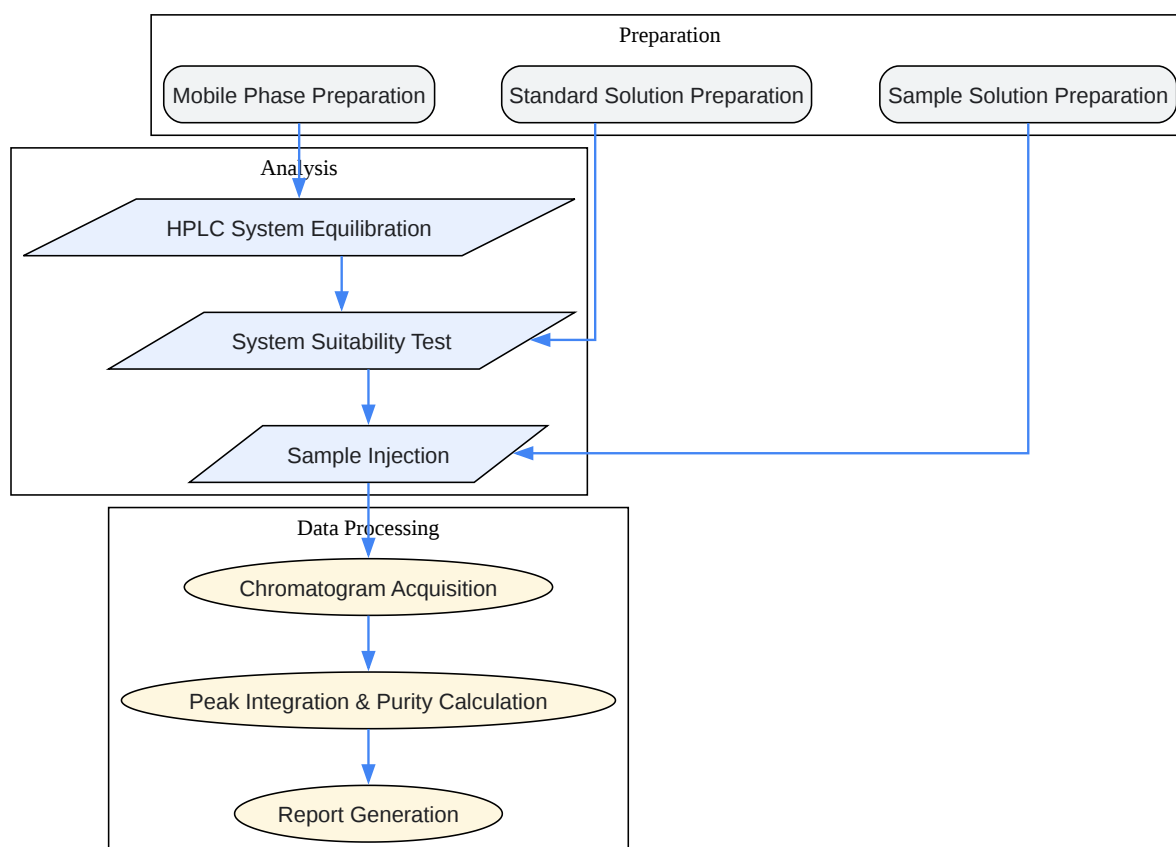 Preparation
Mobile Phase Preparation
Standard Solution Preparation
Sample Solution Preparation
Analysis
HPLC System Equilibration
System Suitability Test
Sample Injection
Data Processing
Chromatogram Acquisition
Peak Integration & Purity Calculation
Report Generation